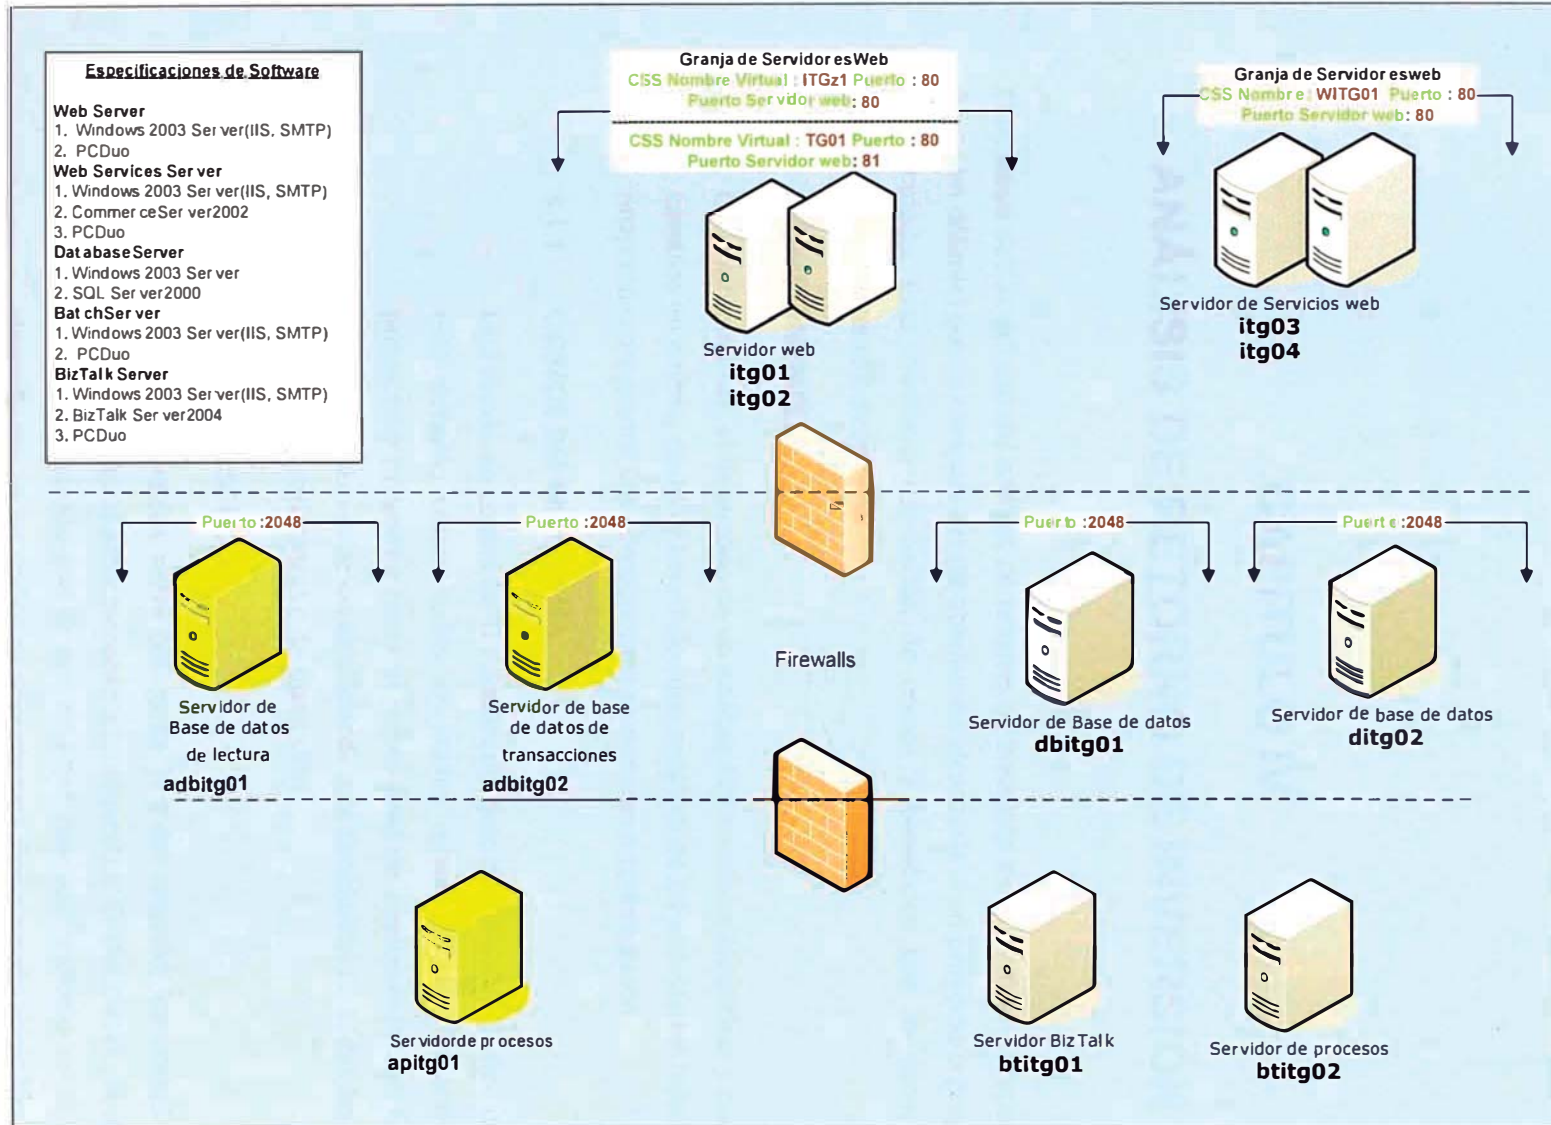 Especificaciones de Software
Web Server
1. Windows 2003 Server(IIS, SMTP)
2. PCDuo
Web Services Server
1. Windows 2003 Server(IIS, SMTP)
2. CommerceServer2002
3. PCDuo
DatabaseServer
1. Windows 2003 Server
2. SQL Server2000
BatchServer
1. Windows 2003 Server(IIS, SMTP)
2. PCDuo
BizTalk Server
1. Windows 2003 Server(IIS, SMTP)
2. BizTalk Server2004
3. PCDuo
Granja de ServidoresWeb
CSS Nombre Virtual : ITGz1 Puerto : 80
Puerto Servidor web: 80
CSS Nombre Virtual : TG01 Puerto : 80
Puerto Servidor web: 81
Servidor web
itg01
itg02
Granja de Servidoresweb
CSS Nombre: WITG01 Puerto : 80
Puerto Servidor web: 80
Servidor de Servicios web
itg03
itg04
Puerto :2048
Puerto :2048
Puerto :2048
Puerte :2048
Servidor de
Base de datos
de lectura
adbitg01
Servidor de base
de datos de
transacciones
adbitg02
Firewalls
Servidor de Base de datos
dbitg01
Servidor de base de datos
ditg02
Servidorde procesos
apitg01
Servidor BizTalk
btitg01
Servidor de procesos
btitg02